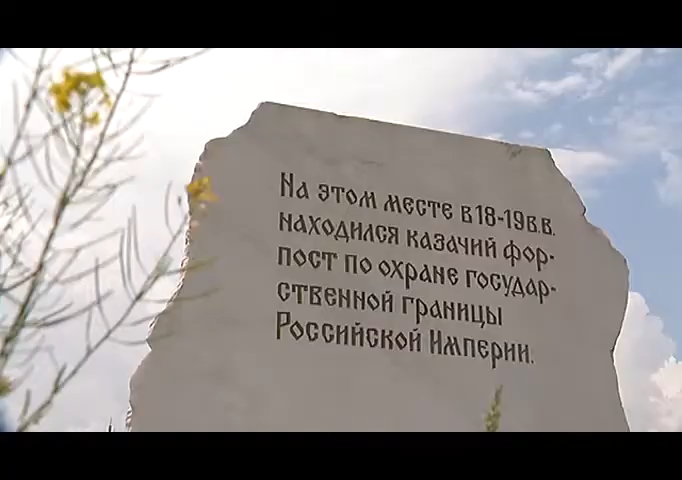 На этом месте в 18-19в.в.
находился казачий фор-
пост по охране государ-
ственной границы
Российской Империи.